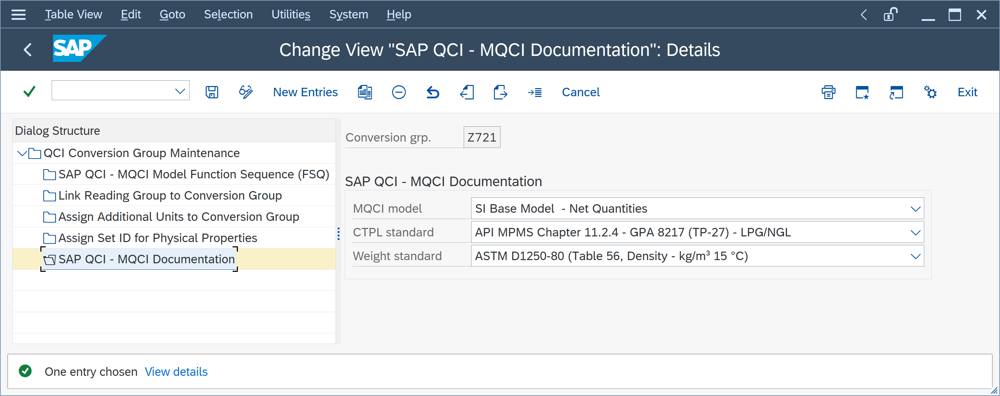 Table View Edit Goto Selection Utilities System Help
SAP Change View "SAP QCI - MQCI Documentation": Details
New Entries Cancel Exit
Dialog Structure
QCI Conversion Group Maintenance
SAP QCI - MQCI Model Function Sequence (FSQ)
Link Reading Group to Conversion Group
Assign Additional Units to Conversion Group
Assign Set ID for Physical Properties
SAP QCI - MQCI Documentation
Conversion grp. Z721
SAP QCI - MQCI Documentation
MQCI model SI Base Model  - Net Quantities
CTPL standard API MPMS Chapter 11.2.4 - GPA 8217 (TP-27) - LPG/NGL
Weight standard ASTM D1250-80 (Table 56, Density - kg/m³ 15 °C)
One entry chosen View details